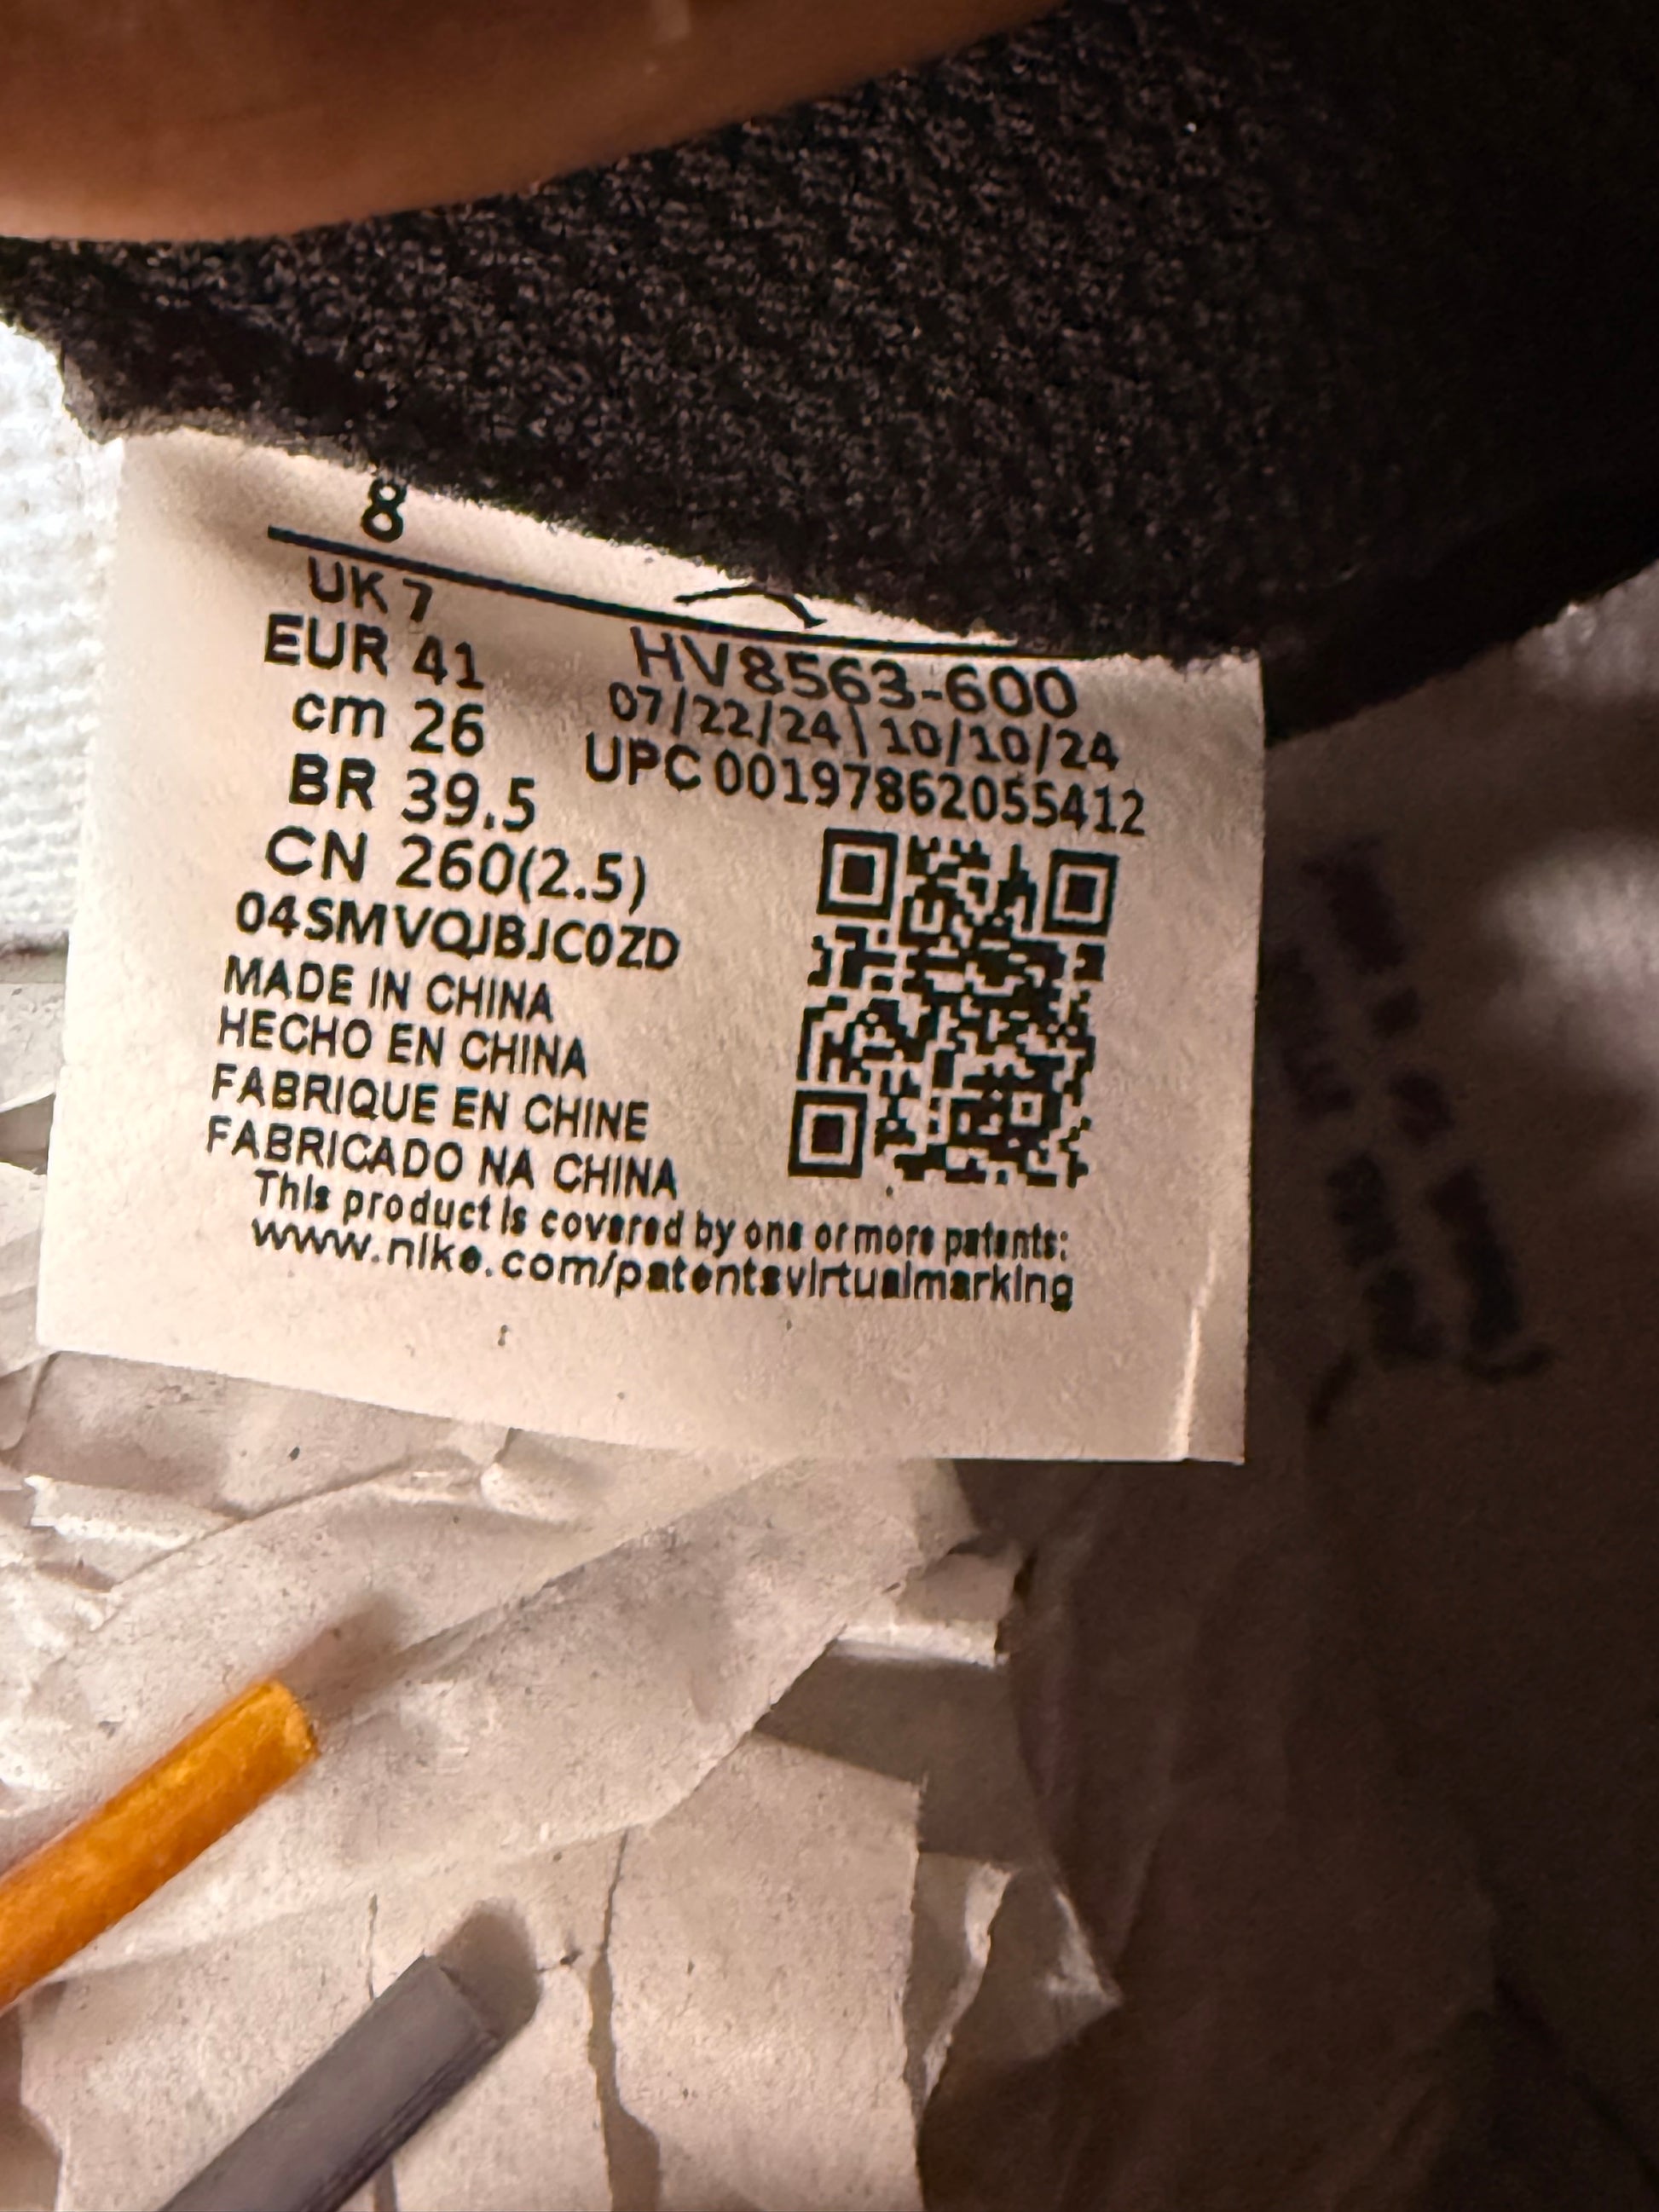 8
UK 7
EUR 41
cm 26
BR 39.5
CN 260(2.5)
04SMVQJBJC0ZD
MADE IN CHINA
HECHO EN CHINA
FABRIQUE EN CHINE
FABRICADO NA CHINA
HV8563-600
07/22/24\10/10/24
UPC 00197862055412
This product is covered by one or more patents:
www.nike.com/patentsvirtualmarking